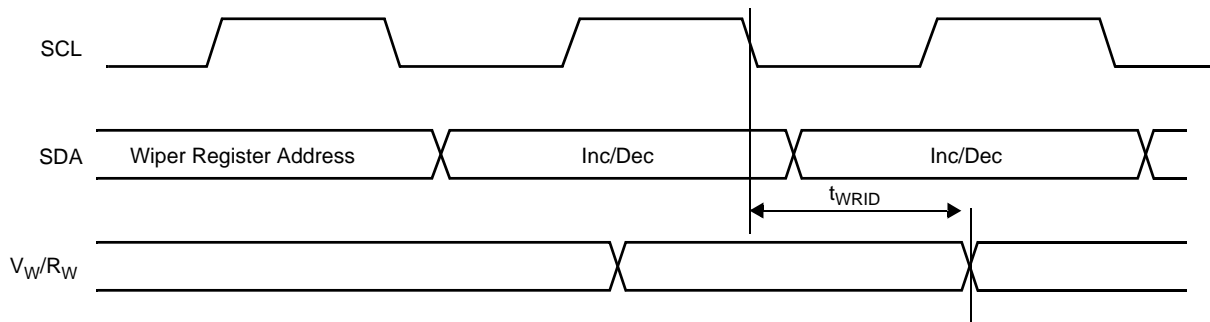 SCL
SDA Wiper Register Address Inc/Dec Inc/Dec
tWRID
VW/RW